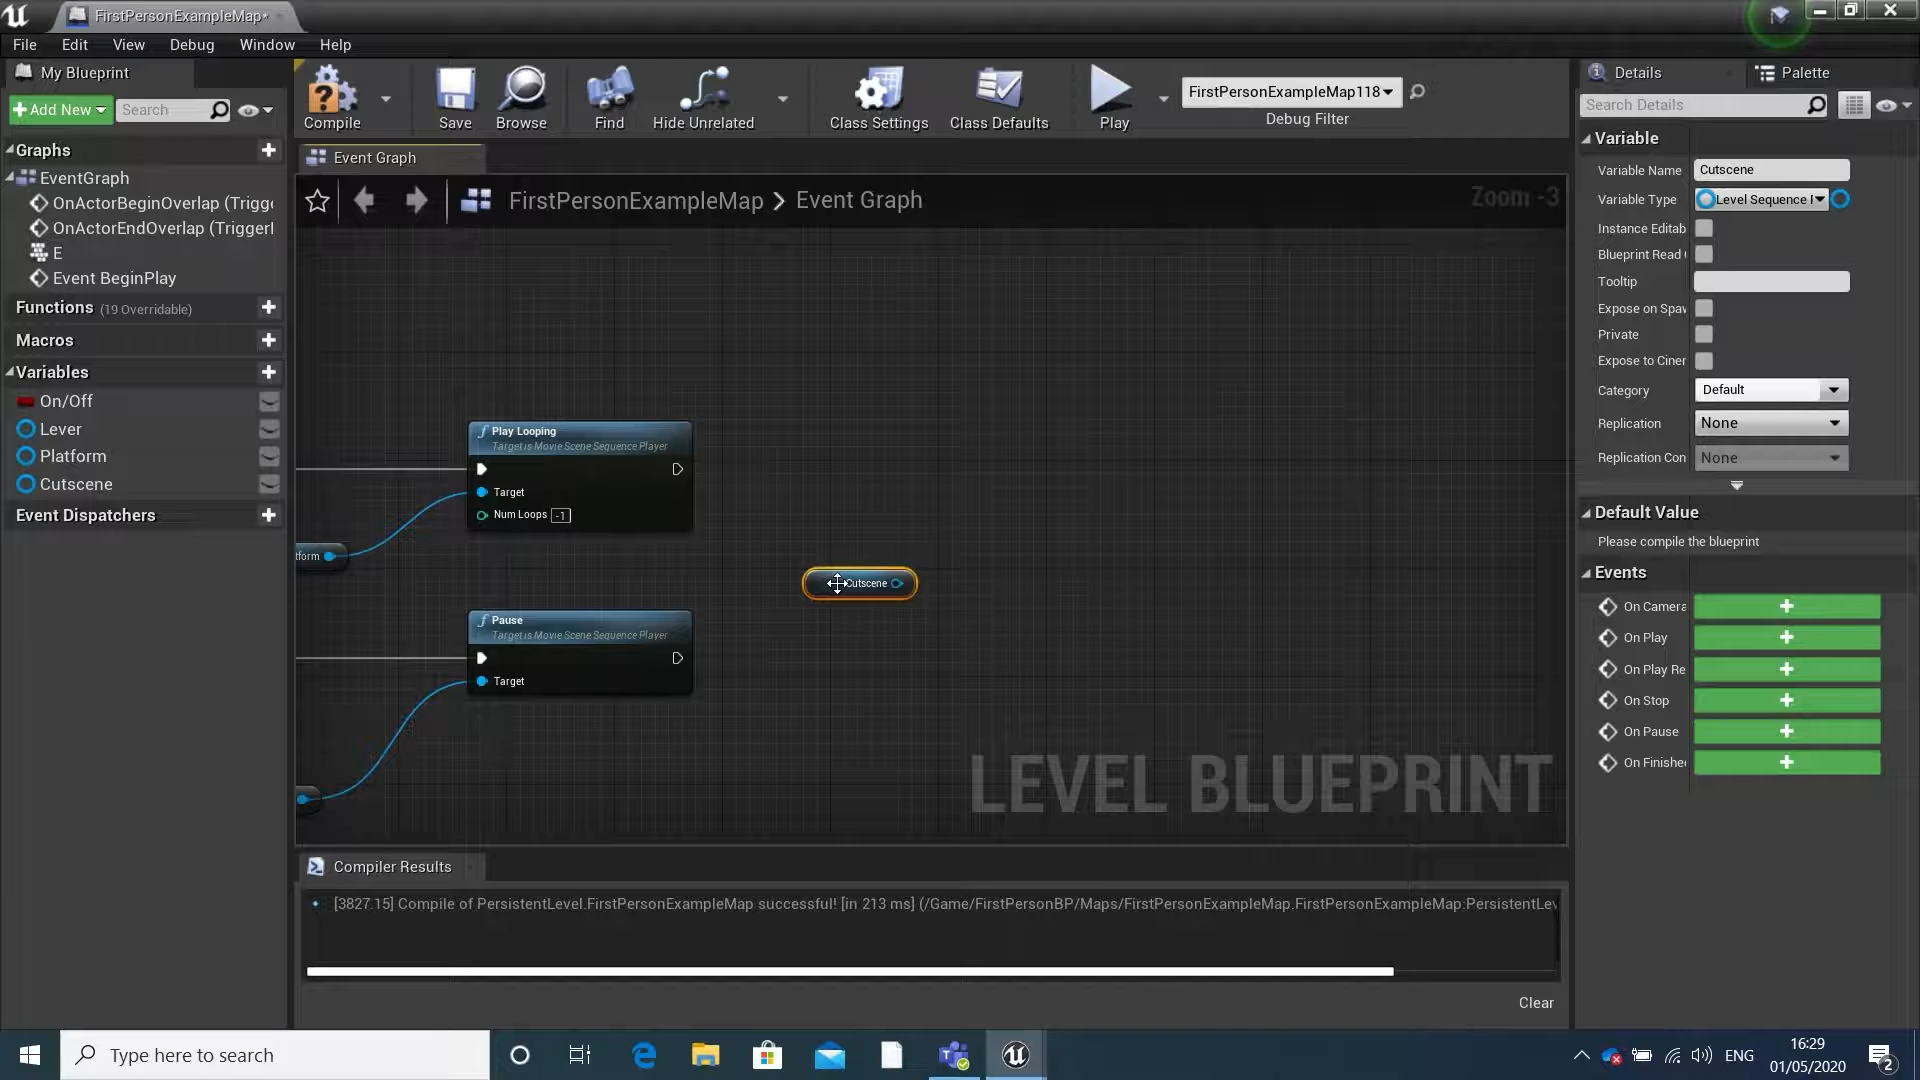 FirstPersonExampleMap*
File Edit View Debug Window Help
My Blueprint
Add New
Search
Graphs
EventGraph
OnActorBeginOverlap (Trigge
OnActorEndOverlap (Triggerl
E
Event BeginPlay
Functions (19 Overridable)
Macros
Variables
On/Off
Lever
Platform
Cutscene
Event Dispatchers
Compile
Save
Browse
Find
Hide Unrelated
Class Settings
Class Defaults
Play
FirstPersonExampleMap118
Debug Filter
Event Graph
FirstPersonExampleMap > Event Graph
Zoom -3
Play Looping
Target is Movie Scene Sequence Player
Target
Num Loops -1
tform
Cutscene
Pause
Target is Movie Scene Sequence Player
Target
LEVEL BLUEPRINT
Compiler Results
[3827.15] Compile of PersistentLevel.FirstPersonExampleMap successful! [in 213 ms] (/Game/FirstPersonBP/Maps/FirstPersonExampleMap.FirstPersonExampleMap:PersistentLev
Clear
Details
Palette
Search Details
Variable
Variable Name Cutscene
Variable Type Level Sequence
Instance Editab
Blueprint Read
Tooltip
Expose on Spav
Private
Expose to Ciner
Category Default
Replication None
Replication Con None
Default Value
Please compile the blueprint
Events
On Camera
On Play
On Play Re
On Stop
On Pause
On Finishe
Type here to search
ENG
16:29
01/05/2020
2